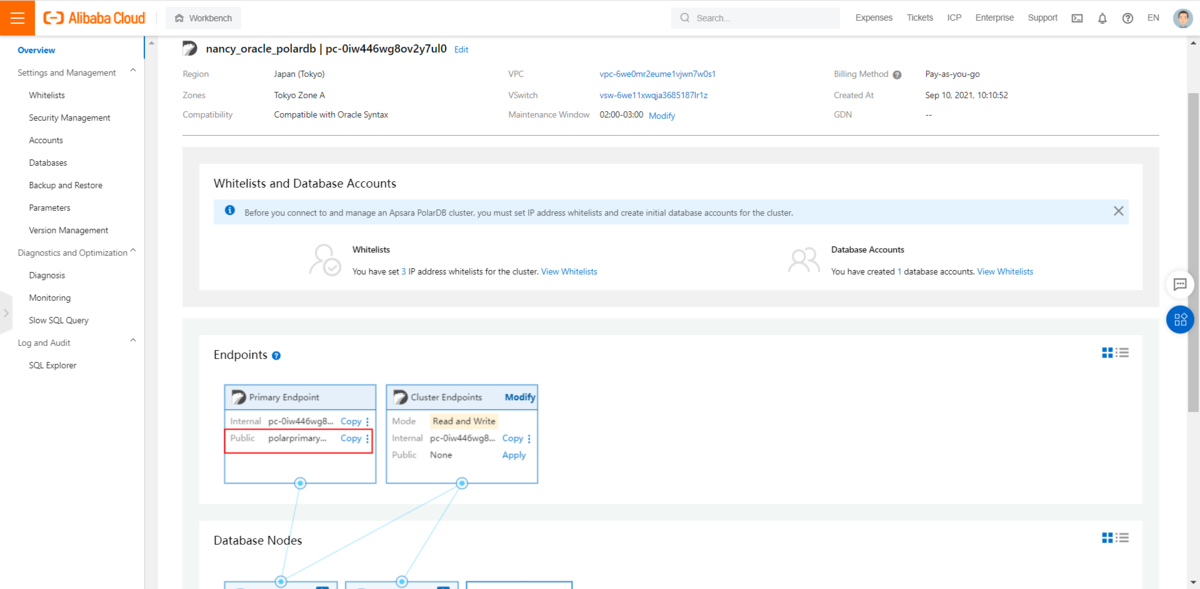 Alibaba Cloud
Workbench
Search...
Expenses Tickets ICP Enterprise Support EN
Overview
Settings and Management
Whitelists
Security Management
Accounts
Databases
Backup and Restore
Parameters
Version Management
Diagnostics and Optimization
Diagnosis
Monitoring
Slow SQL Query
Log and Audit
SQL Explorer
nancy_oracle_polardb | pc-0iw446wg8ov2y7ul0 Edit
Region Japan (Tokyo) VPC vpc-6we0mr2eume1vjwn7w0s1 Billing Method ? Pay-as-you-go
Zones Tokyo Zone A VSwitch vsw-6we11xwqja3685187lr1z Created At Sep 10, 2021, 10:10:52
Compatibility Compatible with Oracle Syntax Maintenance Window 02:00-03:00 Modify GDN --
Whitelists and Database Accounts
Before you connect to and manage an Apsara PolarDB cluster, you must set IP address whitelists and create initial database accounts for the cluster.
Whitelists
You have set 3 IP address whitelists for the cluster. View Whitelists
Database Accounts
You have created 1 database accounts. View Whitelists
Endpoints ?
Primary Endpoint
Internal pc-0iw446wg8... Copy
Public polarprimary... Copy
Cluster Endpoints Modify
Mode Read and Write
Internal pc-0iw446wg8... Copy
Public None Apply
Database Nodes